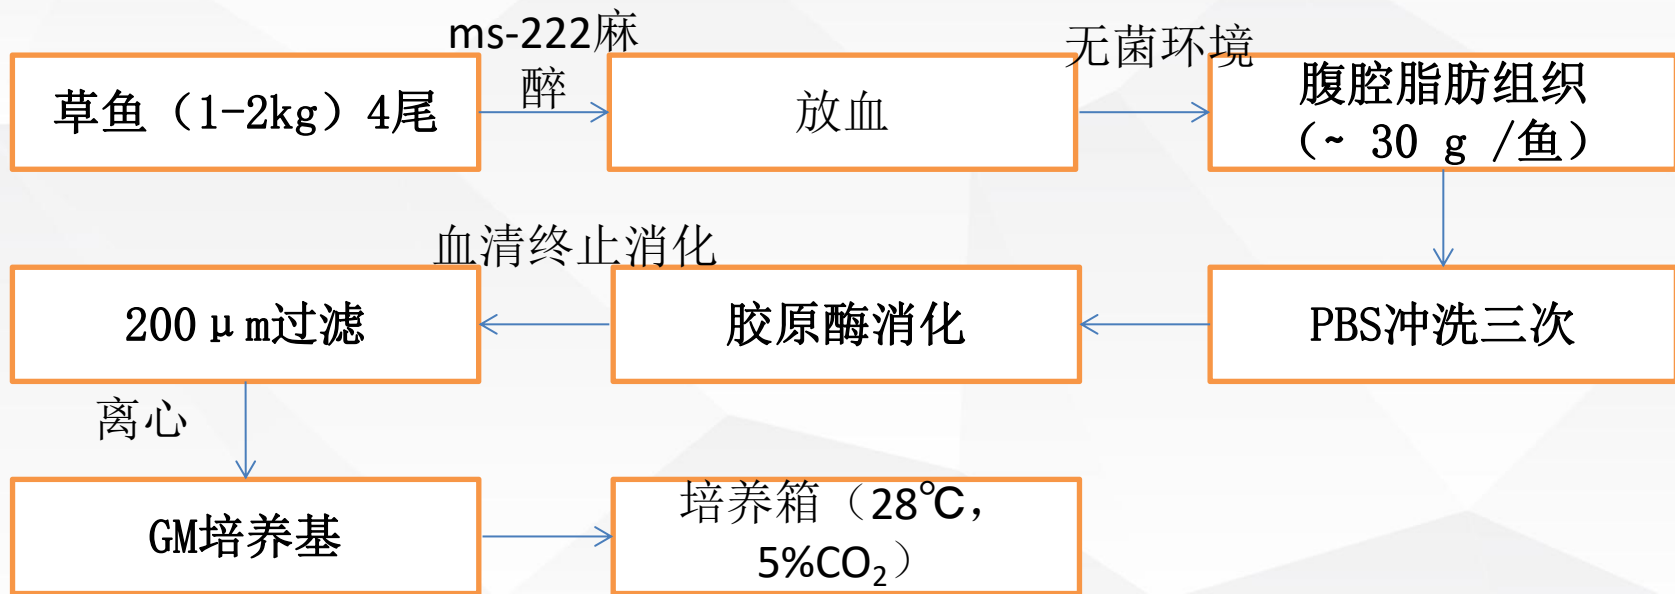 ms-222麻
醉
无菌环境
草鱼（1-2kg）4尾
放血
腹腔脂肪组织
（~ 30 g /鱼）
血清终止消化
200μm过滤
胶原酶消化
PBS冲洗三次
离心
GM培养基
培养箱（28℃，
5%CO₂）